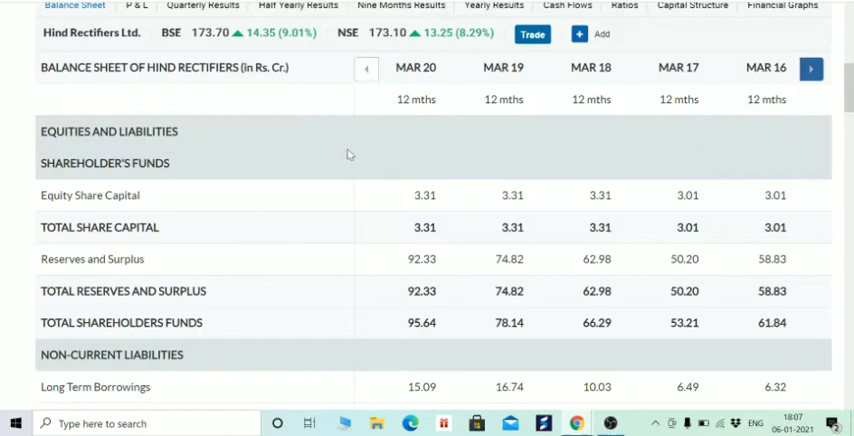 Balance Sheet P & L Quarterly Results Half Yearly Results Nine Months Results Yearly Results Cash Flows Ratios Capital Structure Financial Graphs
Hind Rectifiers Ltd. BSE 173.70 14.35 (9.01%) NSE 173.10 13.25 (8.29%) Trade + Add
BALANCE SHEET OF HIND RECTIFIERS (in Rs. Cr.) MAR 20 MAR 19 MAR 18 MAR 17 MAR 16
12 mths 12 mths 12 mths 12 mths 12 mths
EQUITIES AND LIABILITIES
SHAREHOLDER'S FUNDS
Equity Share Capital 3.31 3.31 3.31 3.01 3.01
TOTAL SHARE CAPITAL 3.31 3.31 3.31 3.01 3.01
Reserves and Surplus 92.33 74.82 62.98 50.20 58.83
TOTAL RESERVES AND SURPLUS 92.33 74.82 62.98 50.20 58.83
TOTAL SHAREHOLDERS FUNDS 95.64 78.14 66.29 53.21 61.84
NON-CURRENT LIABILITIES
Long Term Borrowings 15.09 16.74 10.03 6.49 6.32
Type here to search ENG 18:07
06-01-2021 2